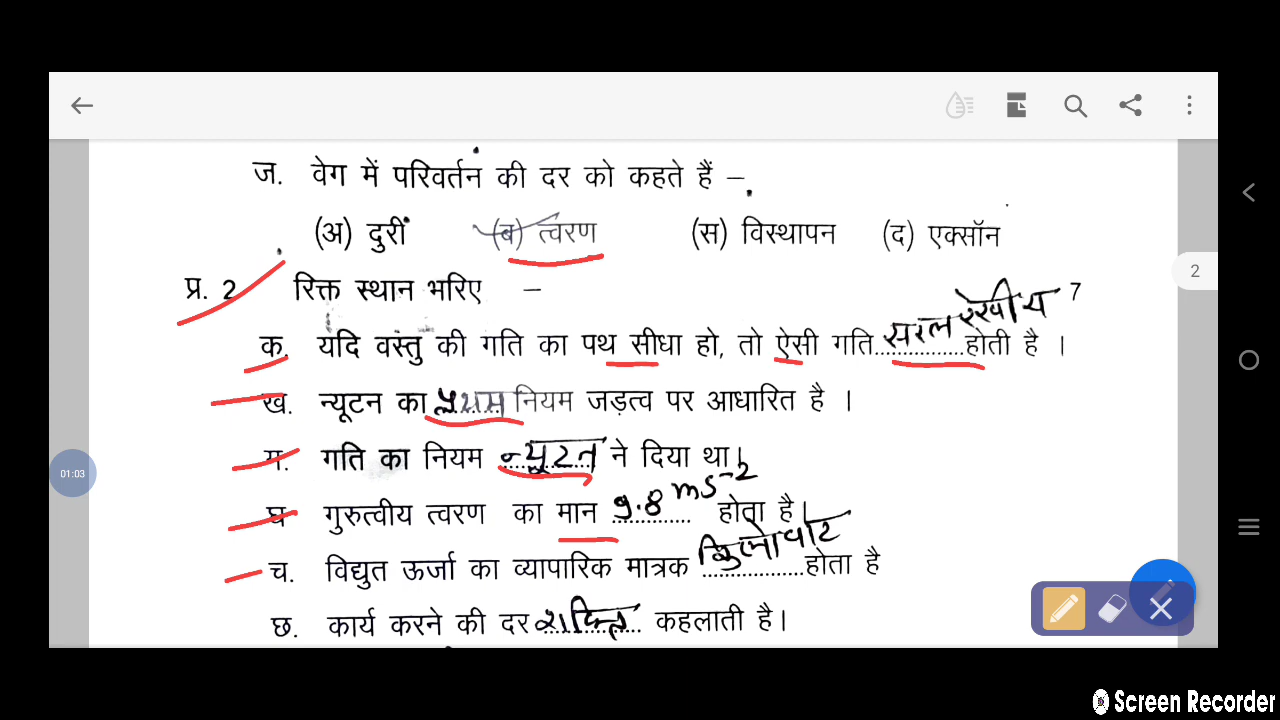 ज. वेग में परिवर्तन की दर को कहते हैं –
(अ) दुरी (ब) त्वरण (स) विस्थापन (द) एक्सॉन
2
प्र. 2 रिक्त स्थान भरिए – 7
क. यदि वस्तु की गति का पथ सीधा हो, तो ऐसी गति सरल रेखीय होती है ।
ख. न्यूटन का प्रथम नियम जड़त्व पर आधारित है ।
ग. गति का नियम न्यूटन ने दिया था।
01:03
घ गुरुत्वीय त्वरण का मान 9.8 ms-2 होता है।
च. विद्युत ऊर्जा का व्यापारिक मात्रक किलोवाट होता है
छ. कार्य करने की दर शक्ति कहलाती है।
Screen Recorder